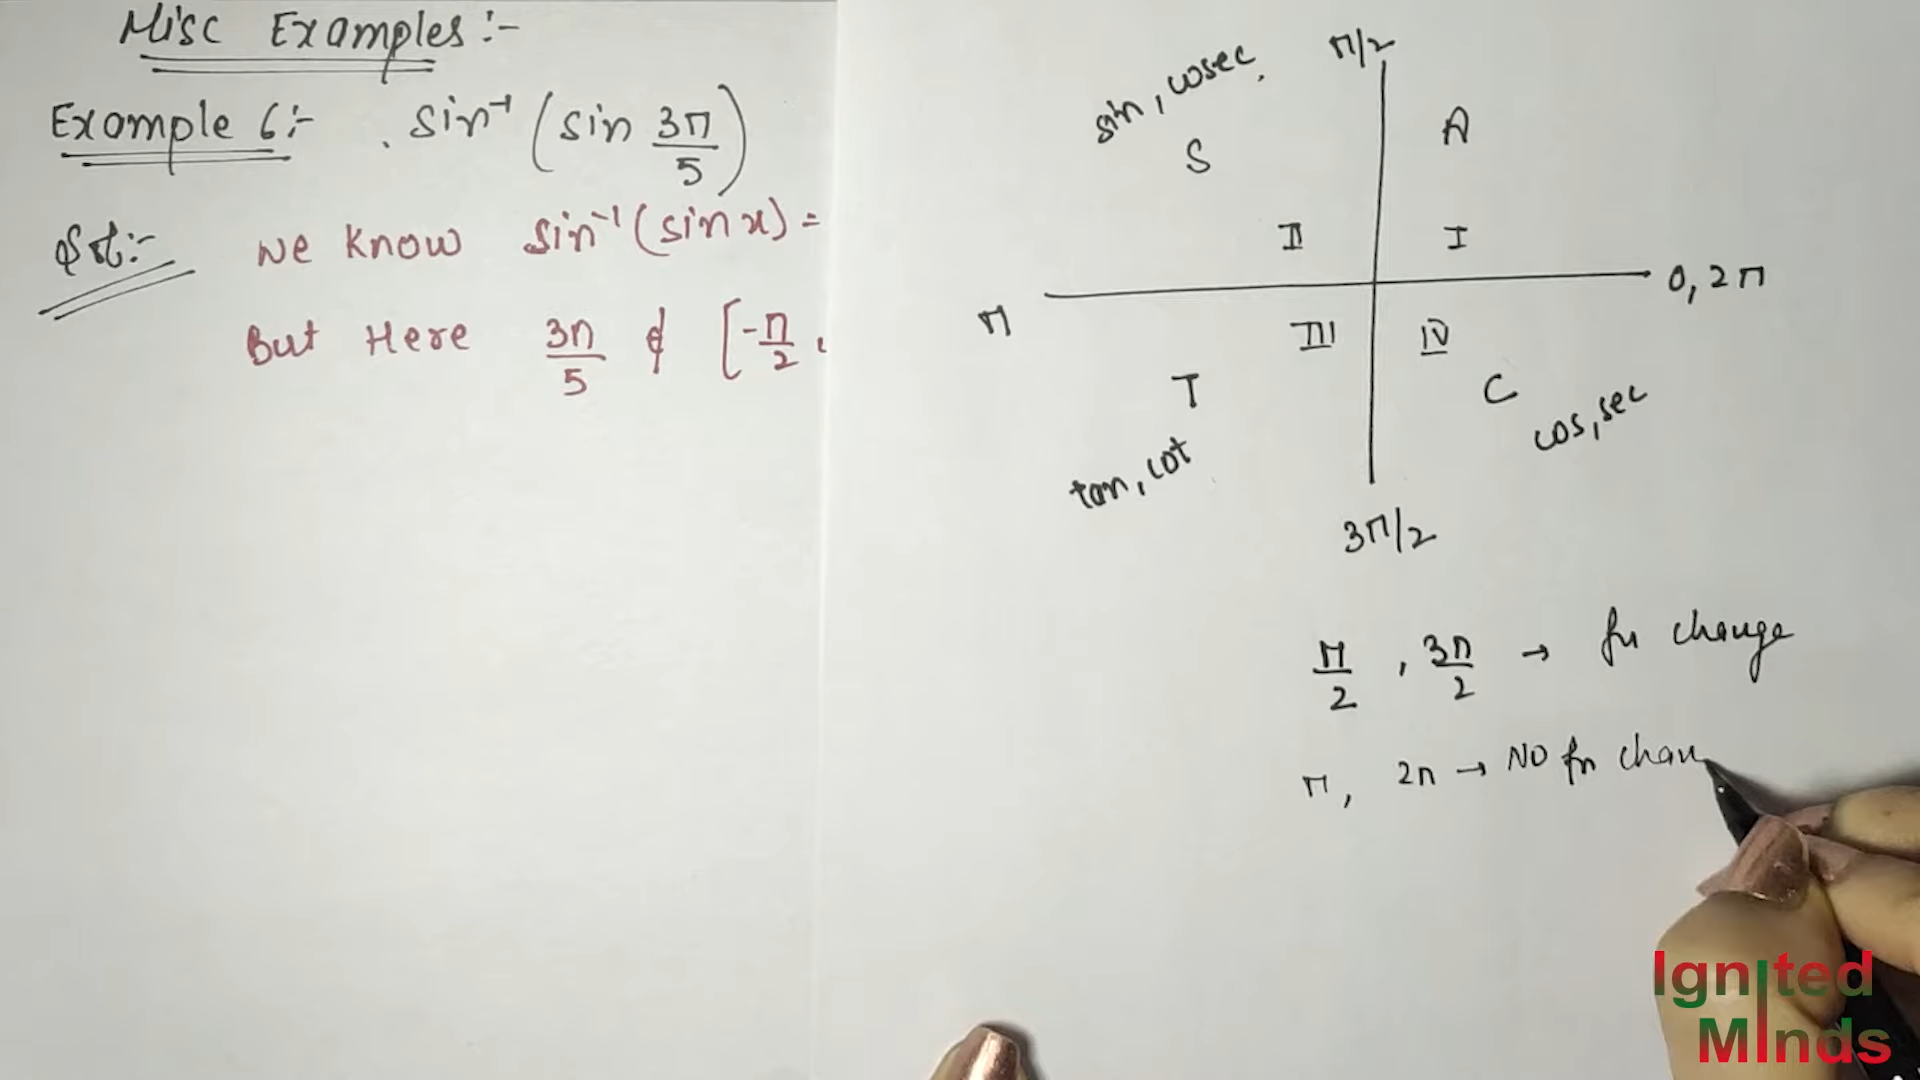 Misc Examples:-
Example 6:- . sin⁻¹ (sin 3π/5)
Sol:- We know sin⁻¹(sin x) =
But Here 3π/5 ∉ [-π/2,
π/2
sin, cosec
S
A
II
I
π
0, 2π
III
IV
T
C
tan, cot
cos, sec
3π/2
π/2, 3π/2 → fn change
π, 2π → NO fn chan
Ignited
Minds